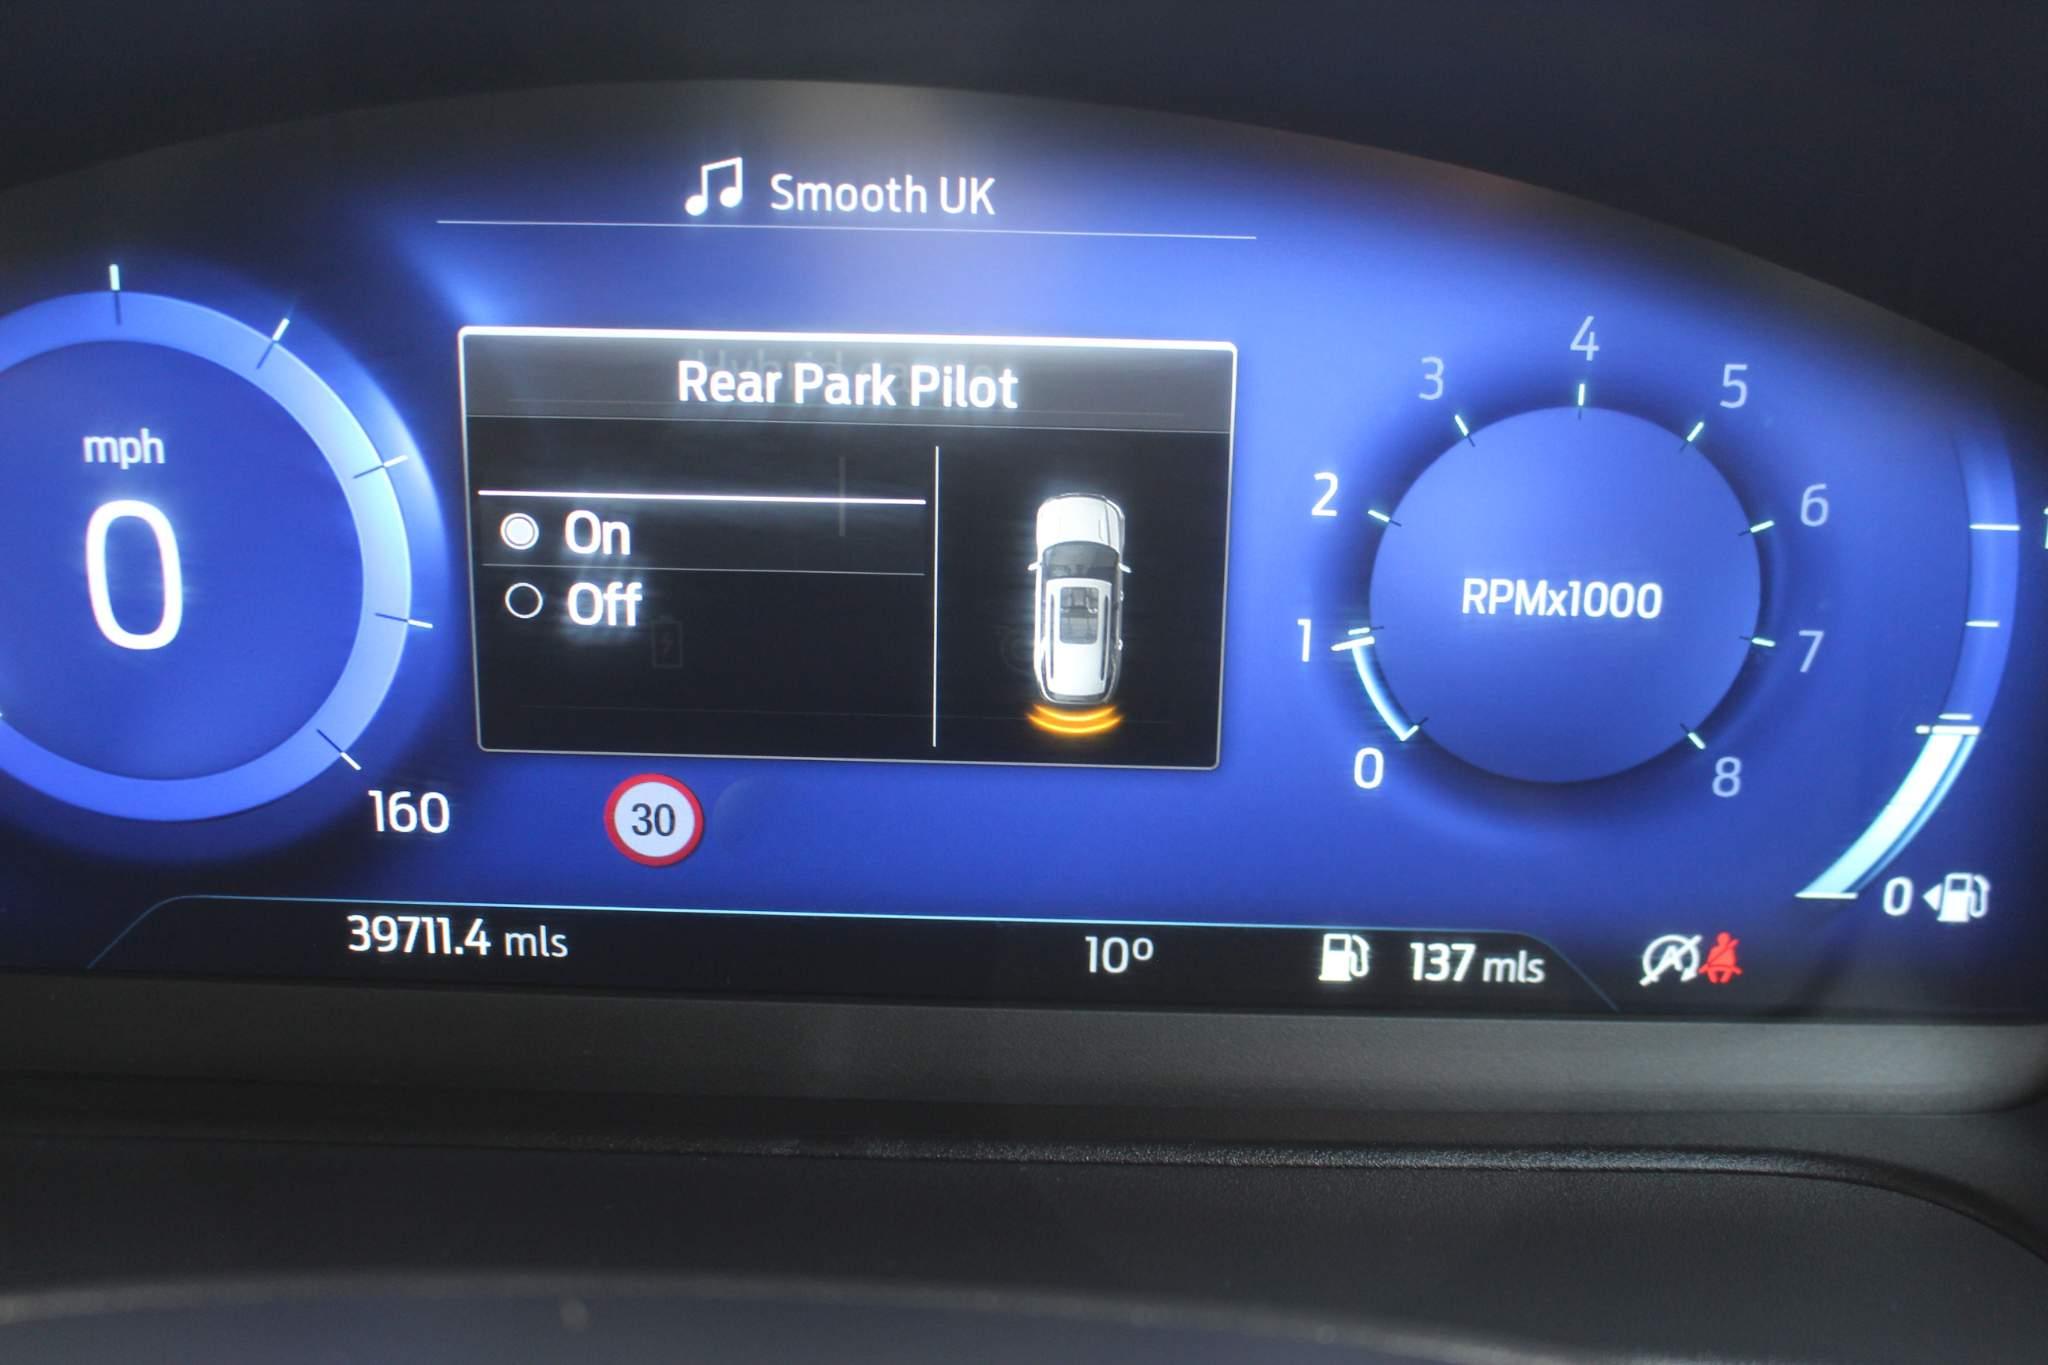 Smooth UK
Rear Park Pilot
On
Off
mph
0
160
30
0
1
2
3
4
5
6
7
8
RPMx1000
0
39711.4 mls
10º
137 mls